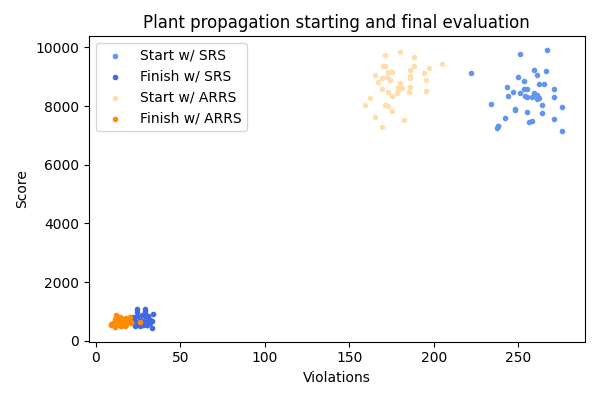 Plant propagation starting and final evaluation
Start w/ SRS
Finish w/ SRS
Start w/ ARRS
Finish w/ ARRS
Score
10000
8000
6000
4000
2000
0
0 50 100 150 200 250
Violations